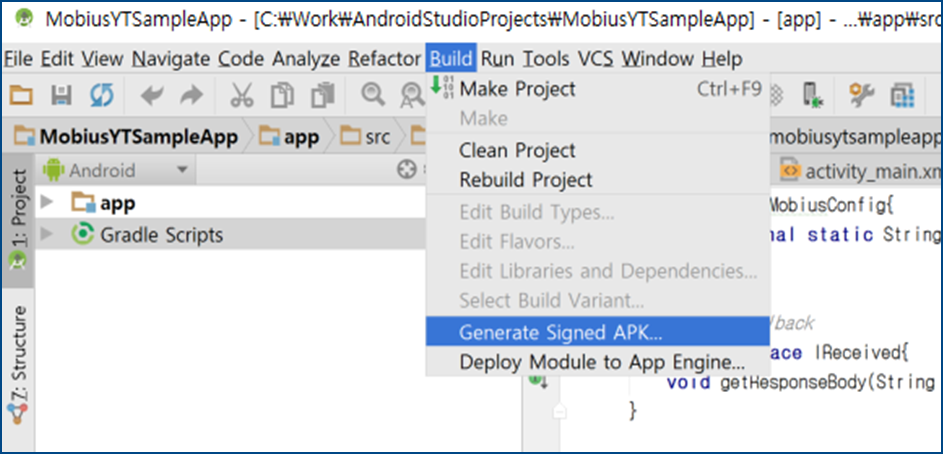 MobiusYTSampleApp - [C:₩Work₩AndroidStudioProjects₩MobiusYTSampleApp] - [app] - ...₩app₩src
File Edit View Navigate Code Analyze Refactor Build Run Tools VCS Window Help
MobiusYTSampleApp app src mobiusytsampleapp
Make Project Ctrl+F9
Make
Clean Project
Rebuild Project
Edit Build Types...
Edit Flavors...
Edit Libraries and Dependencies...
Select Build Variant...
Generate Signed APK...
Deploy Module to App Engine...
1: Project
Z: Structure
Android
app
Gradle Scripts
activity_main.xm
MobiusConfig{
nal static String
/back
ace IReceived{
void getResponseBody(String
}